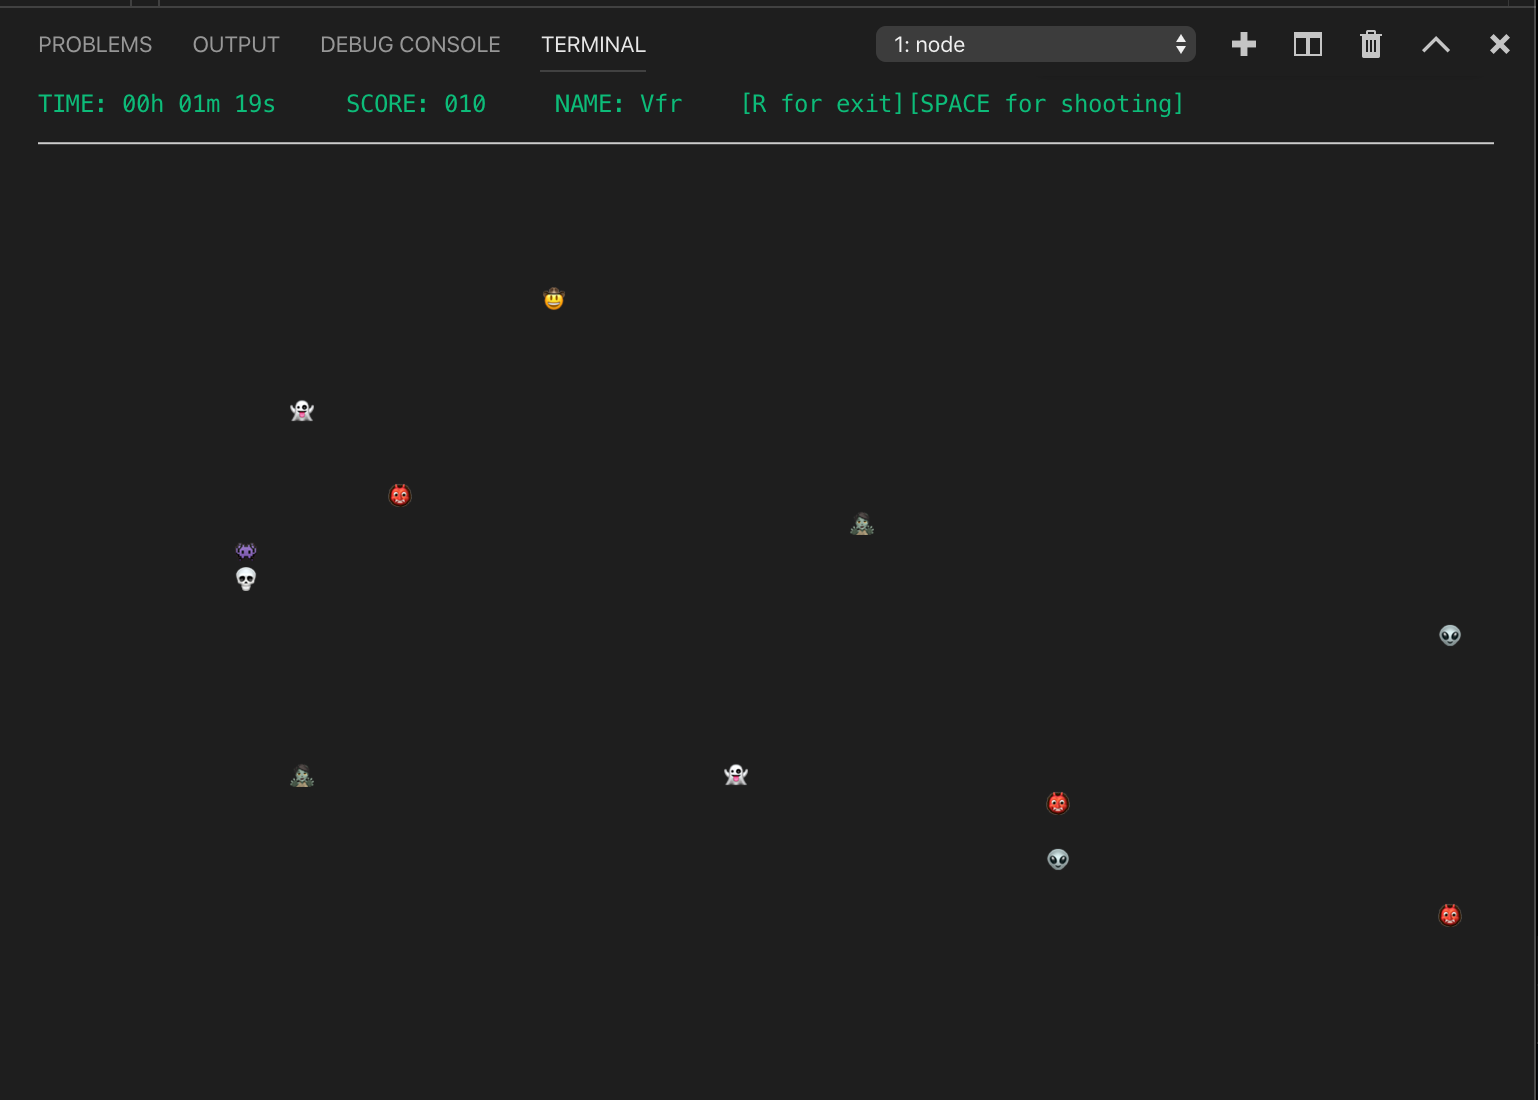 PROBLEMS OUTPUT DEBUG CONSOLE TERMINAL 1: node
TIME: 00h 01m 19s SCORE: 010 NAME: Vfr [R for exit][SPACE for shooting]